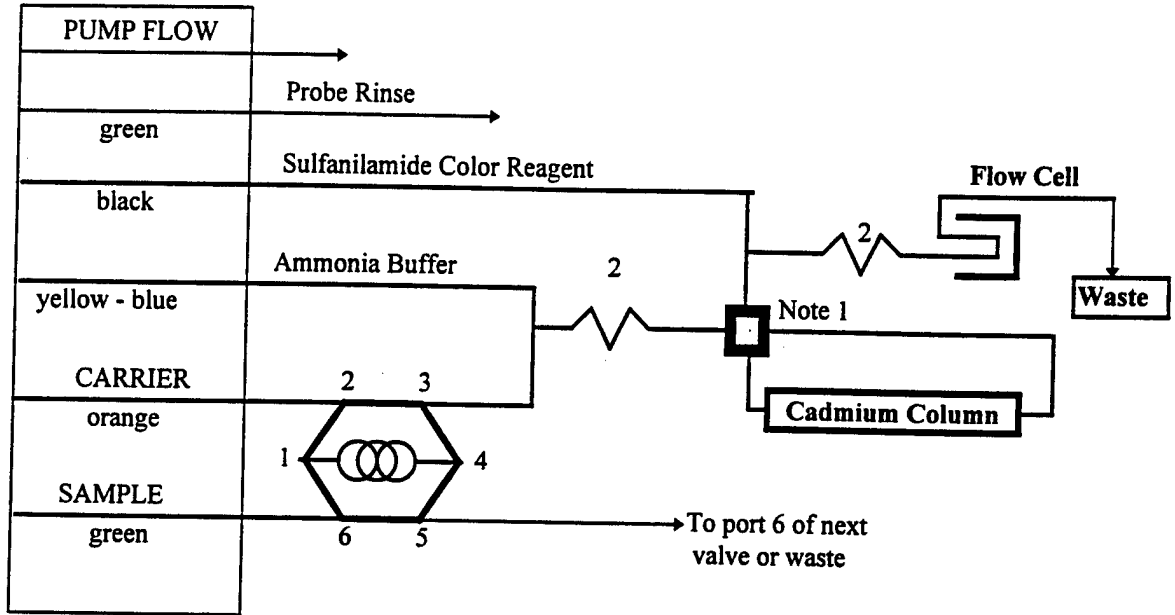 PUMP FLOW
Probe Rinse
green
Sulfanilamide Color Reagent
black
Flow Cell
2
Ammonia Buffer
2
yellow - blue
Waste
Note 1
CARRIER
2 3
orange
Cadmium Column
1 4
SAMPLE
green
6 5
To port 6 of next
valve or waste